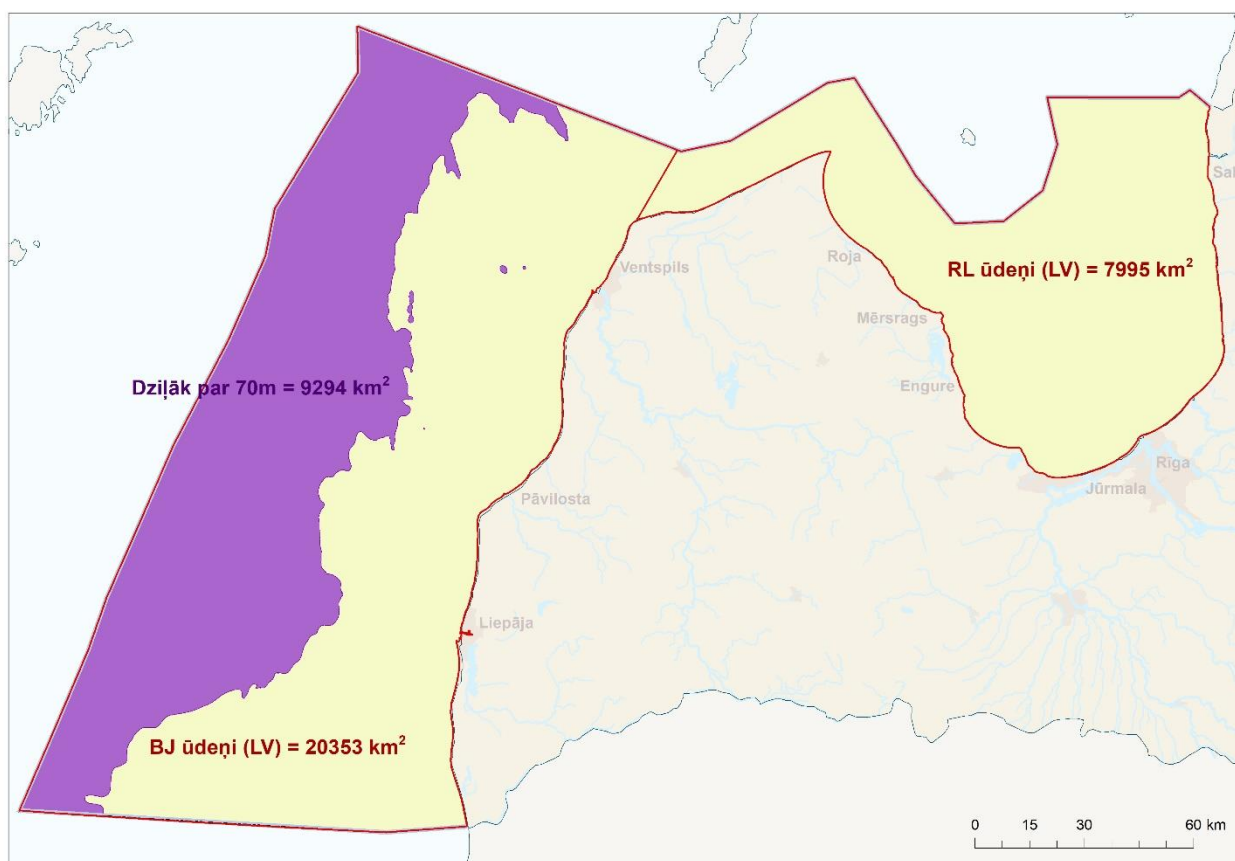 Ventspils
Roja
RL ūdeņi (LV) = 7995 km²
Mērsrags
Dziļāk par 70m = 9294 km²
Engure
Rīga
Jūrmala
Pāvilosta
Liepāja
BJ ūdeņi (LV) = 20353 km²
Sal
0 15 30 60 km